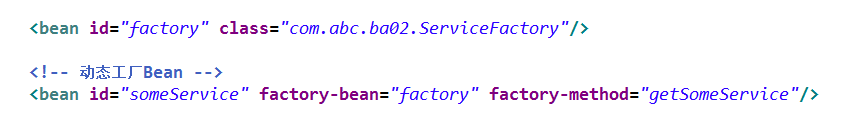 <bean id="factory" class="com.abc.ba02.ServiceFactory"/>
<!-- 动态工厂Bean -->
<bean id="someService" factory-bean="factory" factory-method="getSomeService"/>